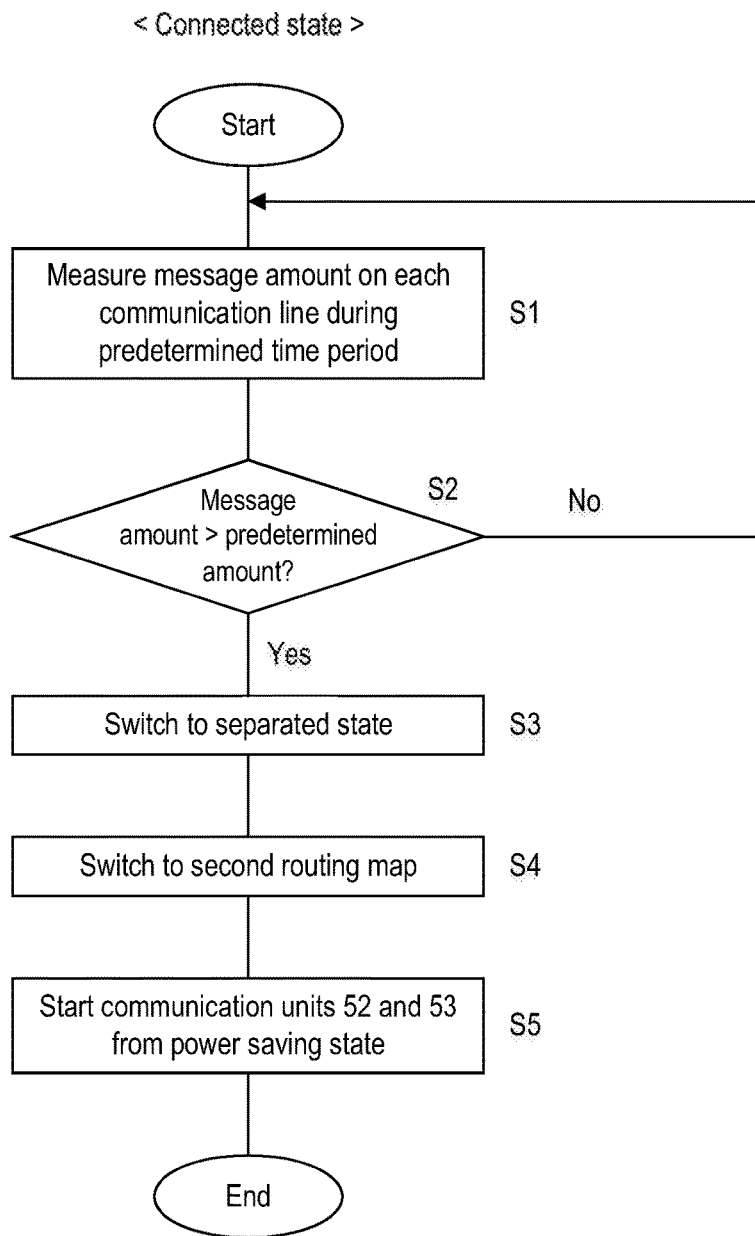 < Connected state >
Start
Measure message amount on each
communication line during
predetermined time period
S1
S2
Message
amount > predetermined
amount?
No
Yes
Switch to separated state
S3
Switch to second routing map
S4
Start communication units 52 and 53
from power saving state
S5
End